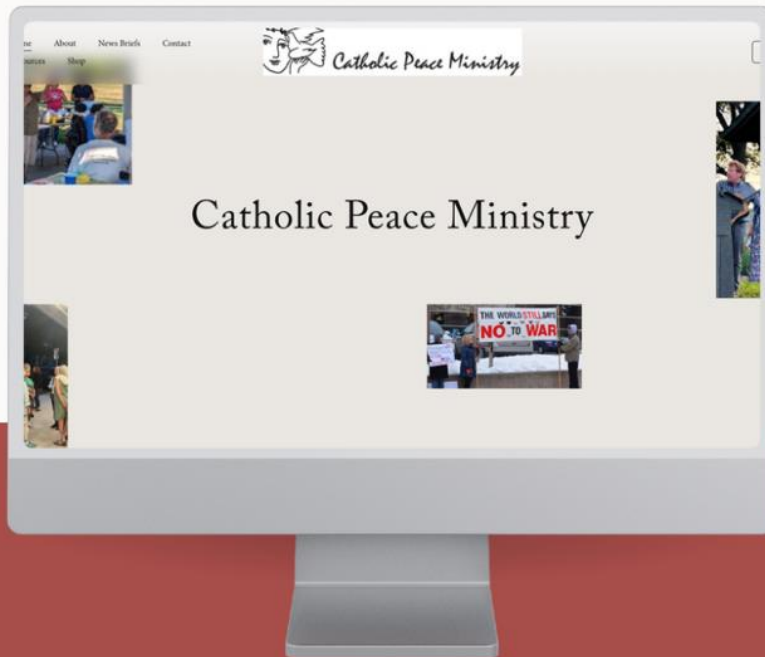 About News Briefs Contact
Shop
Catholic Peace Ministry
Catholic Peace Ministry
THE WORLD STILL SAYS
NO TO WAR